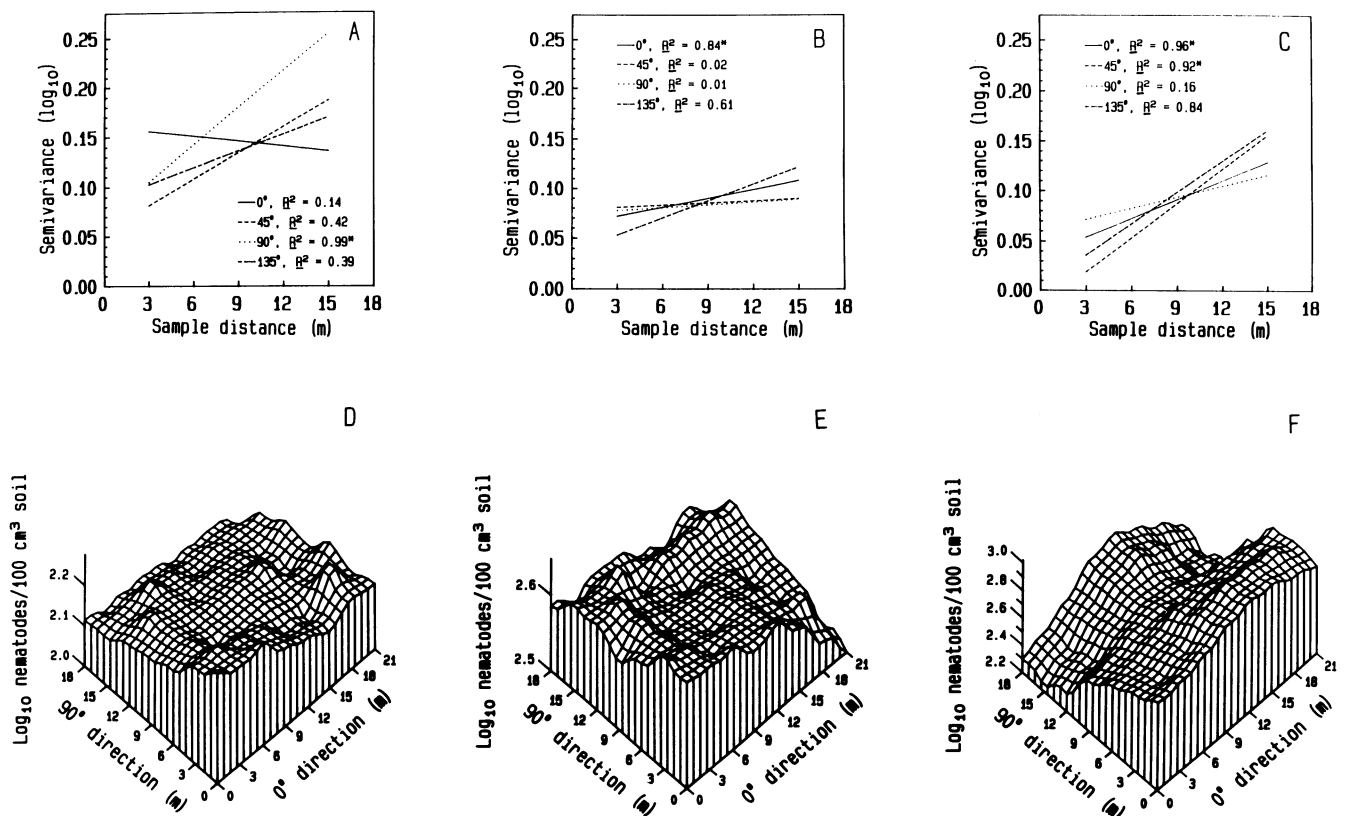 A
Semivariance (log10)
0.25
0.20
0.15
0.10
0.05
0.00
0°, R² = 0.14
45°, R² = 0.42
90°, R² = 0.99*
135°, R² = 0.39
0 3 6 9 12 15 18
Sample distance (m)
B
Semivariance (log10)
0.25
0.20
0.15
0.10
0.05
0.00
0°, R² = 0.84*
45°, R² = 0.02
90°, R² = 0.01
135°, R² = 0.61
0 3 6 9 12 15 18
Sample distance (m)
C
Semivariance (log10)
0.25
0.20
0.15
0.10
0.05
0.00
0°, R² = 0.96*
45°, R² = 0.92*
90°, R² = 0.16
135°, R² = 0.84
0 3 6 9 12 15 18
Sample distance (m)
D
Log10 nematodes/100 cm³ soil
2.2
2.1
2.0
18 15 12 9 6 3 0
90° direction (m)
0 3 6 9 12 15 18 21
0° direction (m)
E
Log10 nematodes/100 cm³ soil
2.6
2.5
18 15 12 9 6 3 0
90° direction (m)
0 3 6 9 12 15 18 21
0° direction (m)
F
Log10 nematodes/100 cm³ soil
3.0
2.8
2.6
2.4
2.2
18 15 12 9 6 3 0
90° direction (m)
0 3 6 9 12 15 18 21
0° direction (m)